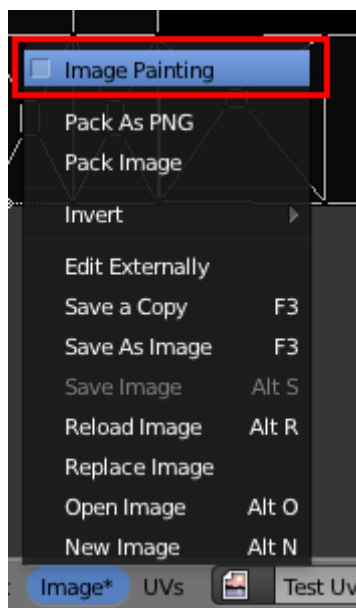 Image Painting
Pack As PNG
Pack Image
Invert
Edit Externally
Save a Copy F3
Save As Image F3
Save Image Alt S
Reload Image Alt R
Replace Image
Open Image Alt O
New Image Alt N
Image* UVs Test Uv